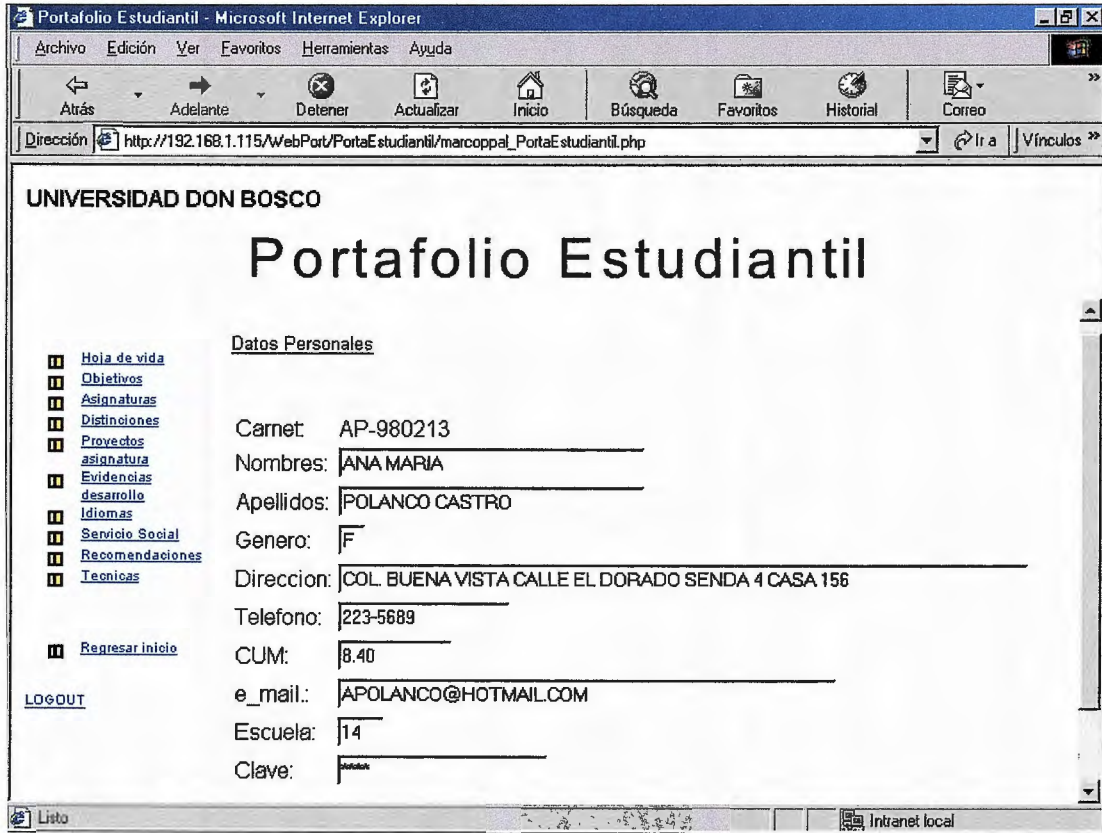 Portafolio Estudiantil - Microsoft Internet Explorer
Archivo Edición Ver Favoritos Herramientas Ayuda
Atrás Adelante Detener Actualizar Inicio Búsqueda Favoritos Historial Correo »
Dirección http://192.168.1.115/WebPort/PortaEstudiantil/marcoppal_PortaEstudiantil.php Ir a Vínculos »
UNIVERSIDAD DON BOSCO
Portafolio Estudiantil
Hoja de vida
Objetivos
Asignaturas
Distinciones
Proyectos
asignatura
Evidencias
desarrollo
Idiomas
Servicio Social
Recomendaciones
Tecnicas
Regresar inicio
LOGOUT
Datos Personales
Carnet: AP-980213
Nombres: ANA MARIA
Apellidos: POLANCO CASTRO
Genero: F
Direccion: COL. BUENA VISTA CALLE EL DORADO SENDA 4 CASA 156
Telefono: 223-5689
CUM: 8.40
e_mail.: APOLANCO@HOTMAIL.COM
Escuela: 14
Clave: *****
Listo Intranet local